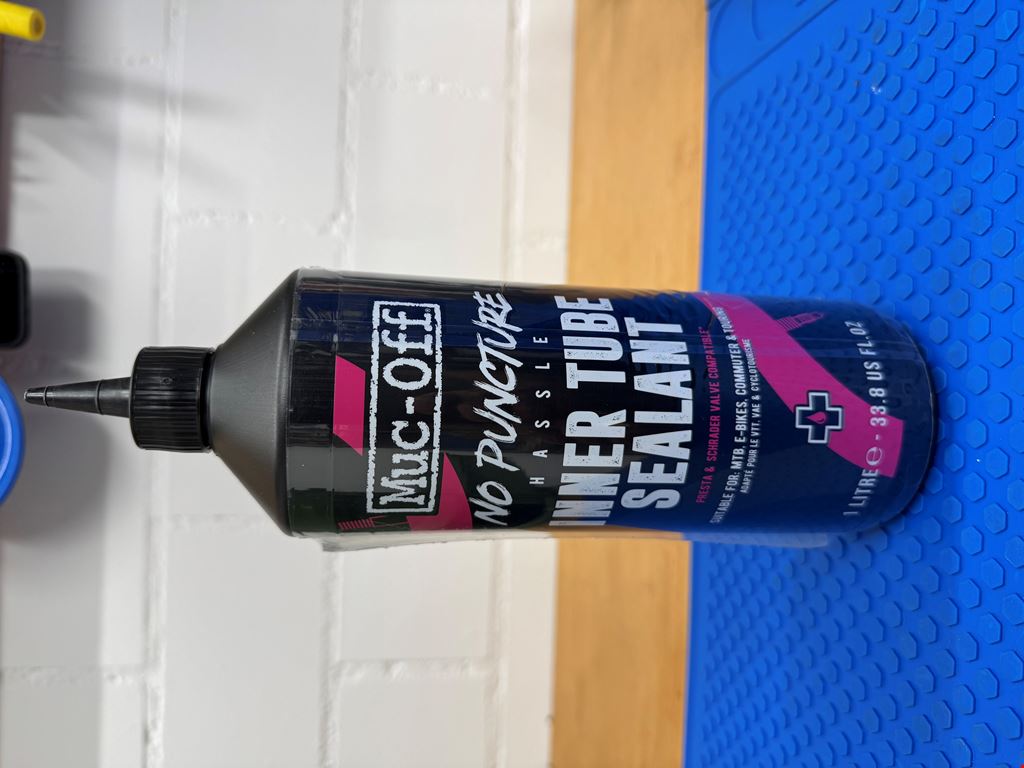 Muc-Off
NO PUNCTURE
HASSLE
INNER TUBE
SEALANT
PRESTA & SCHRADER VALVE COMPATIBLE*
SUITABLE FOR: MTB, E-BIKES, COMMUTER & TOURING
ADAPTÉ POUR LE VTT, VAE & CYCLOTOURISME
1 LITRE ℮ - 33.8 US FL.OZ